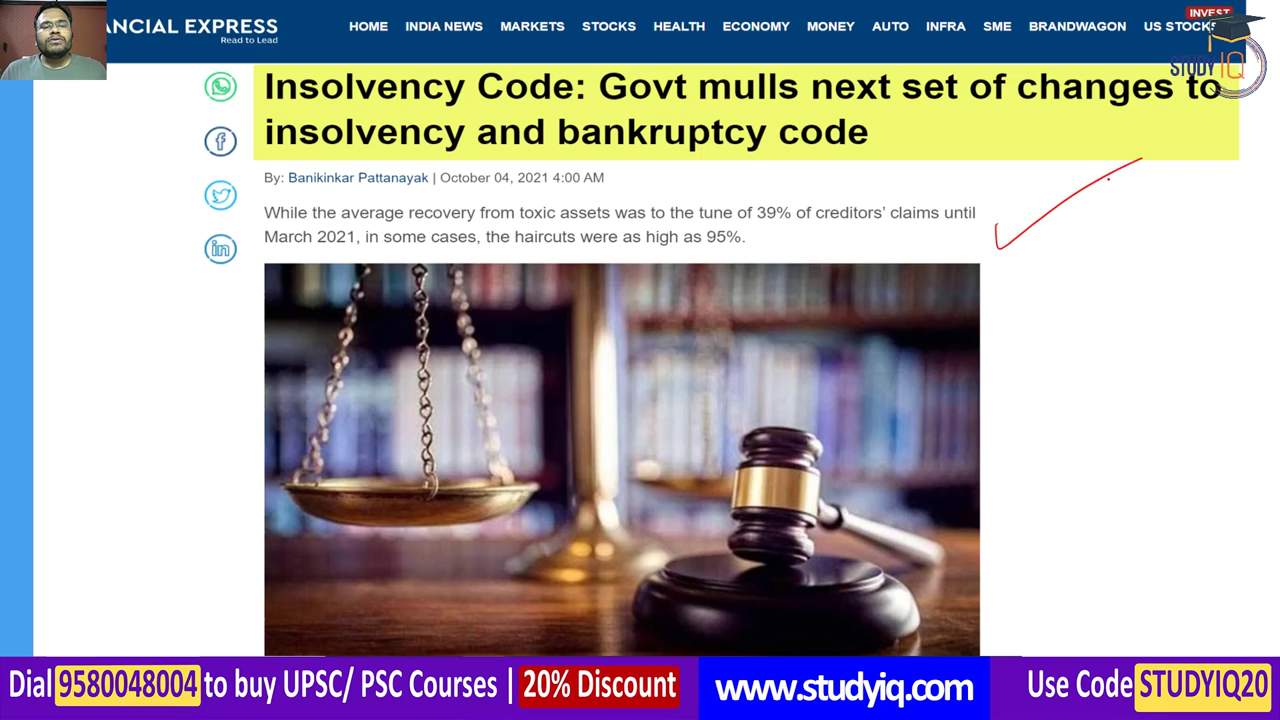 ANCIAL EXPRESS
Read to Lead
HOME INDIA NEWS MARKETS STOCKS HEALTH ECONOMY MONEY AUTO INFRA SME BRANDWAGON US STOCKS
INVEST
STUDY IQ
Insolvency Code: Govt mulls next set of changes to
insolvency and bankruptcy code
By: Banikinkar Pattanayak | October 04, 2021 4:00 AM
While the average recovery from toxic assets was to the tune of 39% of creditors’ claims until
March 2021, in some cases, the haircuts were as high as 95%.
Dial 9580048004 to buy UPSC/ PSC Courses | 20% Discount
www.studyiq.com
Use Code STUDYIQ20